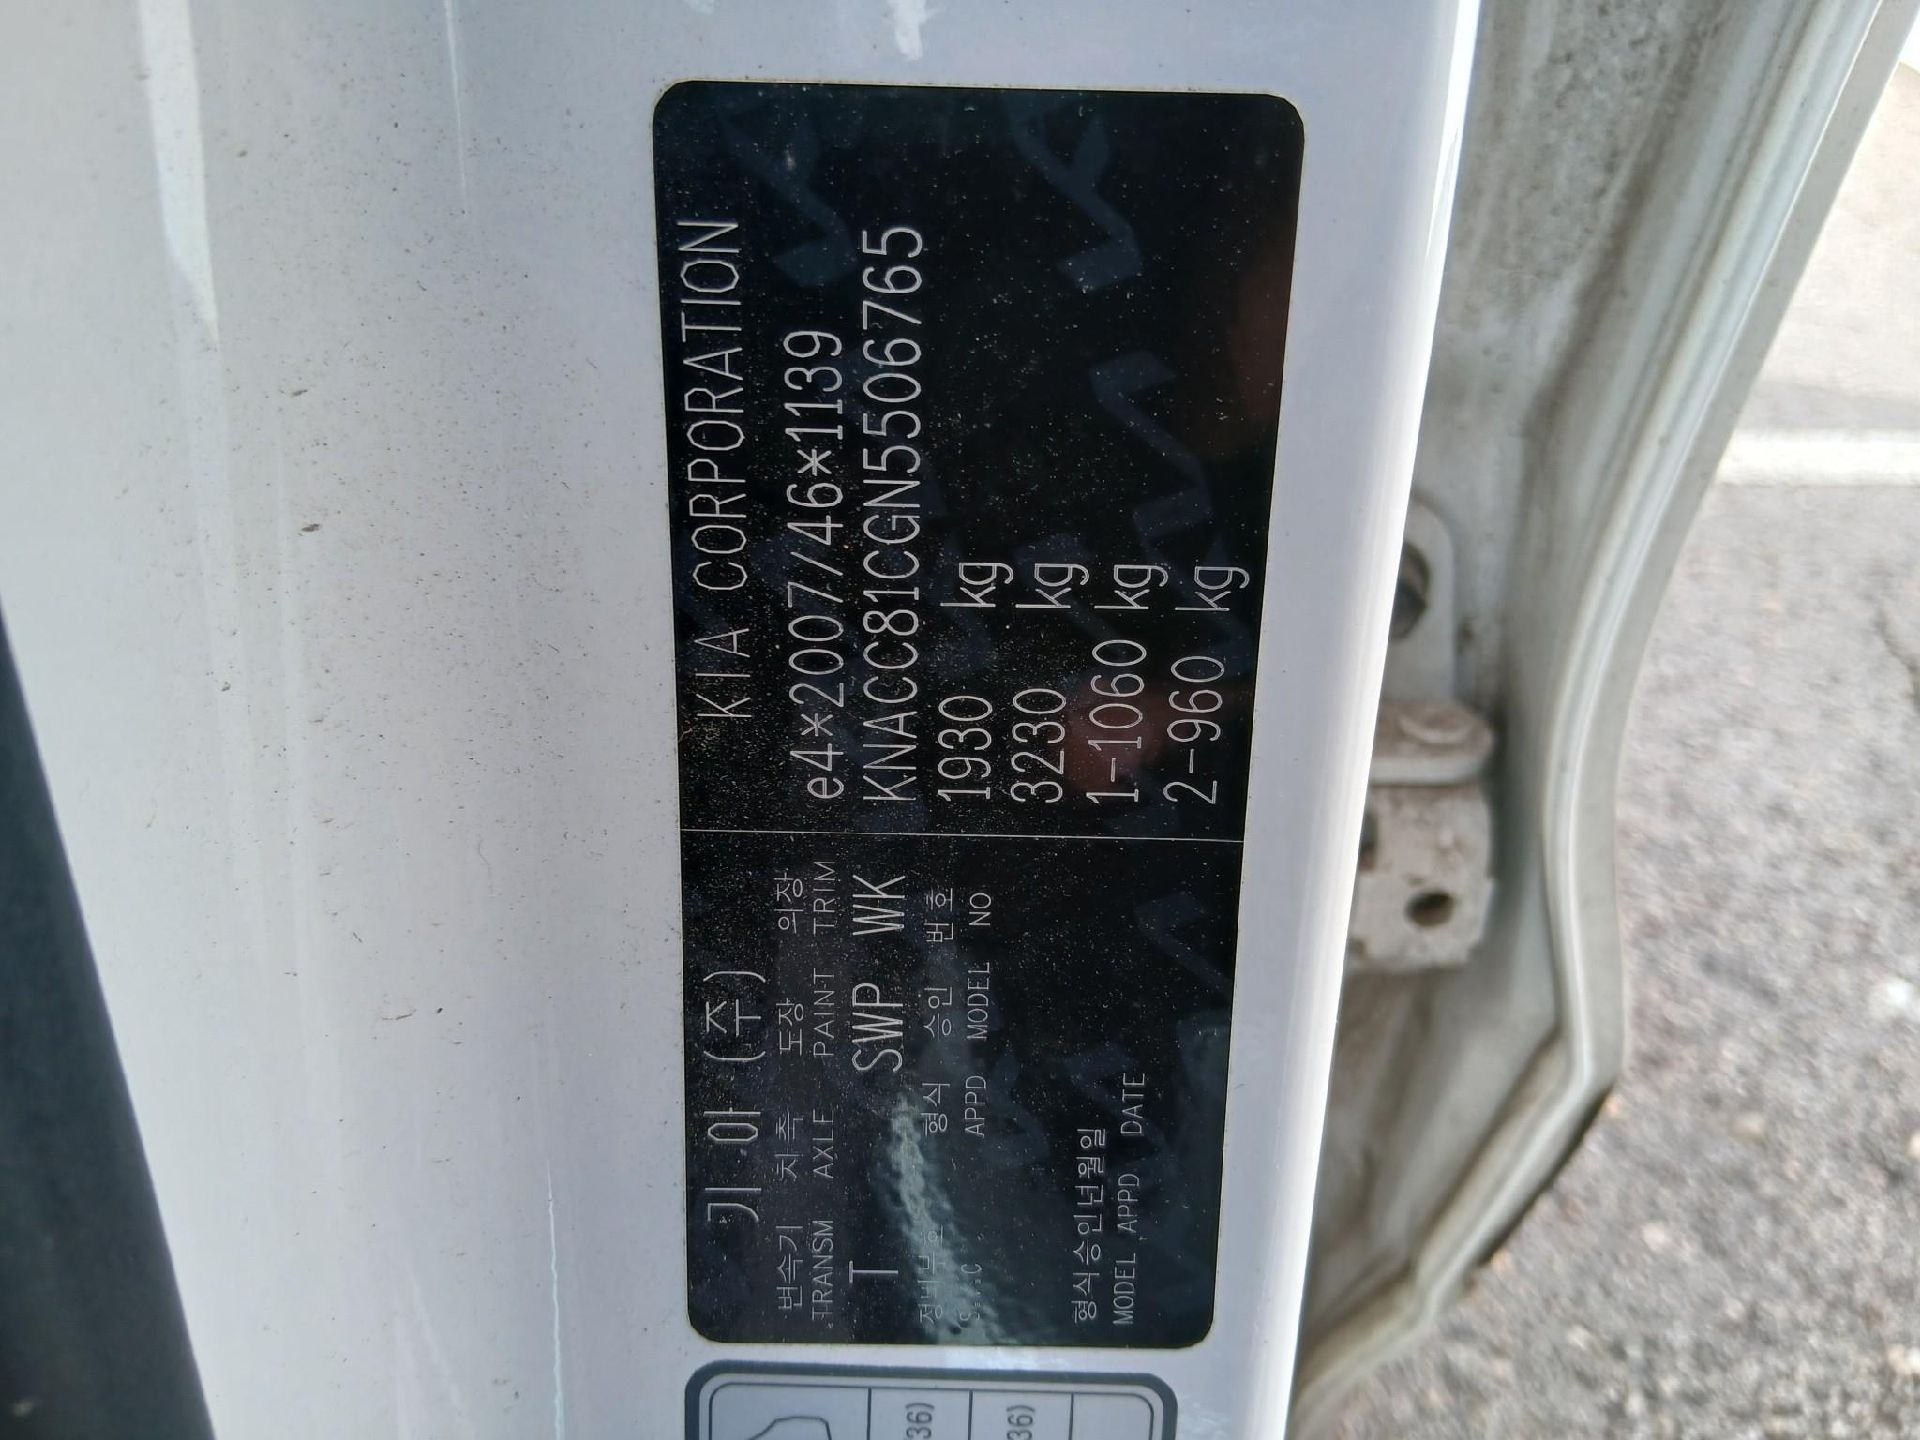 기아 (주) KIA CORPORATION
변속기 차축 도장 의장
TRANSM AXLE PAINT TRIM
e4*2007/46*1139
T SWP WK
KNACC81CGN5506765
형식 승인 번호
APPD MODEL NO
1930 kg
3230 kg
형식승인년월일
MODEL APPD DATE
1-1060 kg
2-960 kg
36)
36)